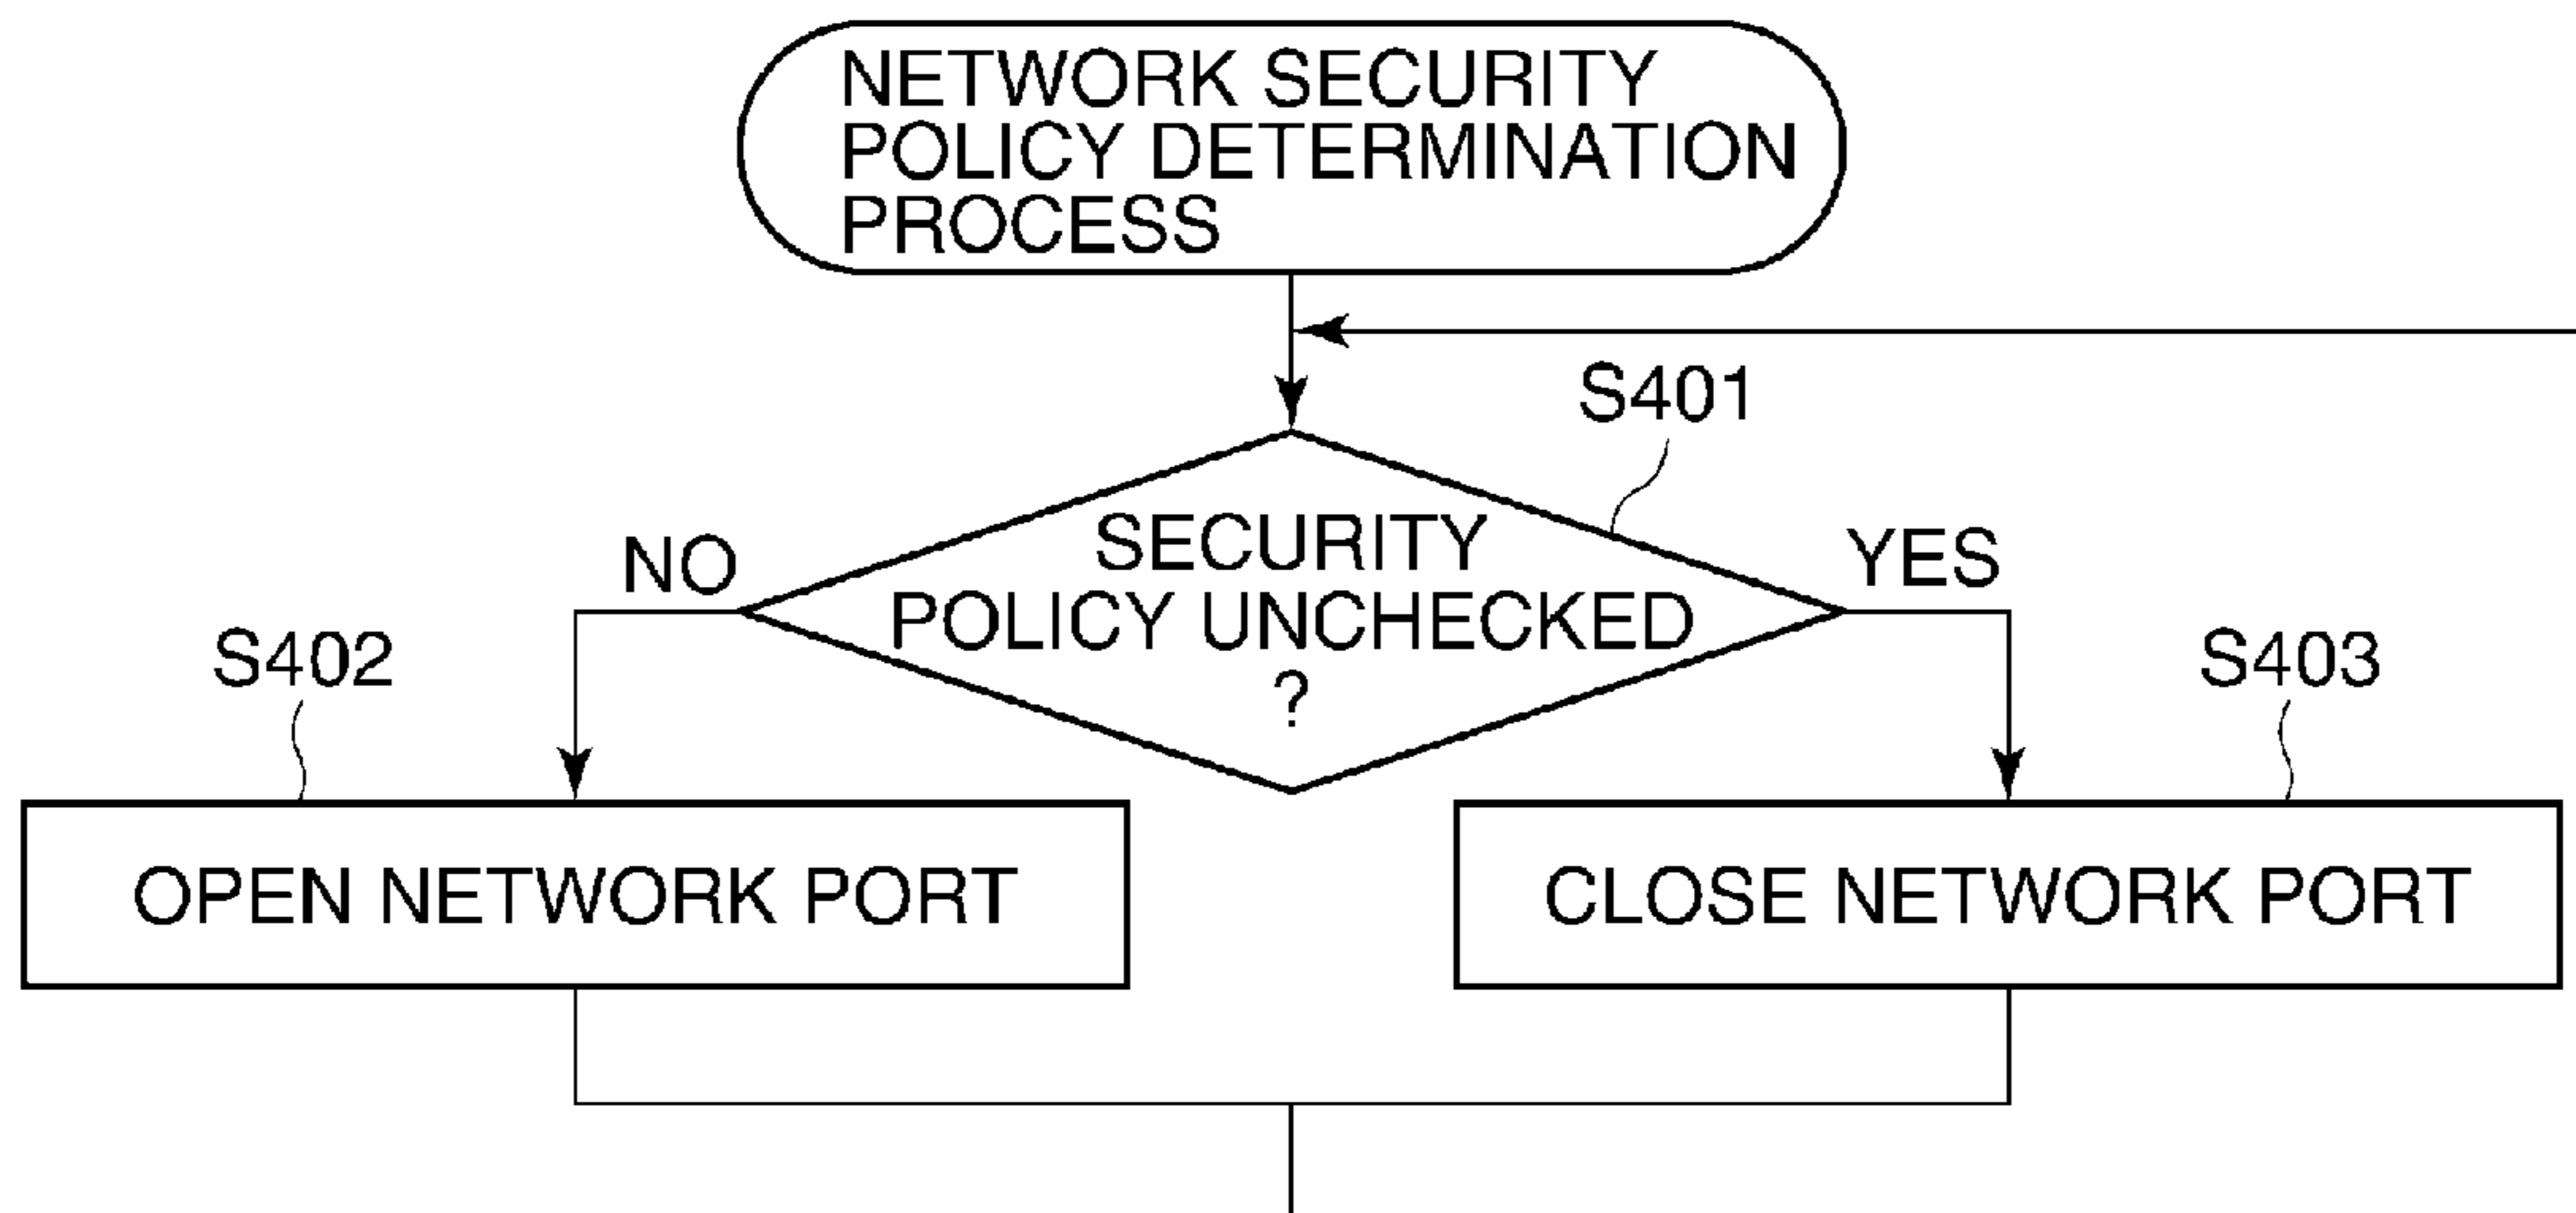 NETWORK SECURITY
POLICY DETERMINATION
PROCESS
S401
SECURITY
POLICY UNCHECKED
?
NO
YES
S402
S403
OPEN NETWORK PORT
CLOSE NETWORK PORT